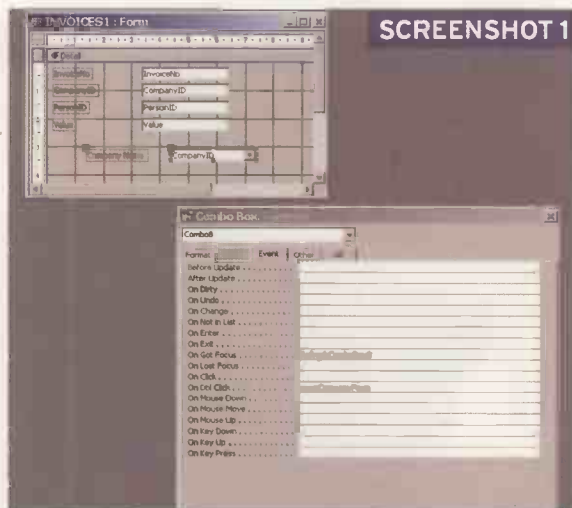 SCREENSHOT 1
INVOICES1 : Form
Detail
InvoiceNo InvoiceNo
CompanyID CompanyID
PersonID PersonID
Value Value
Company Name CompanyID
Combo Box:
Combo8
Format Event Other
Before Update
After Update
On Dirty
On Undo
On Change
On Not in List
On Enter
On Exit
On Got Focus
On Lost Focus
On Click
On Dbl Click
On Mouse Down
On Mouse Move
On Mouse Up
On Key Down
On Key Up
On Key Press